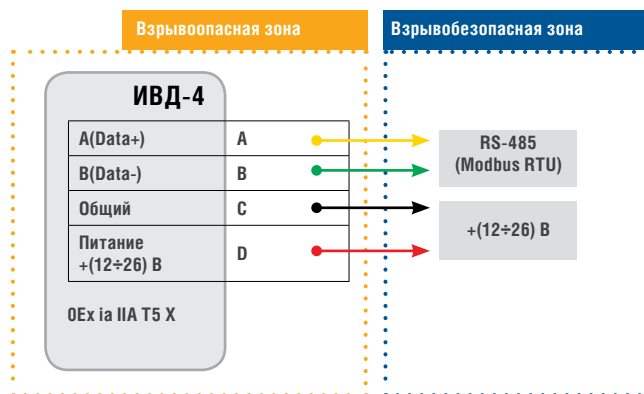 Взрывоопасная зона
Взрывобезопасная зона
ИВД-4
A(Data+) A
B(Data-) B
Общий C
Питание
+(12÷26) В D
0Ex ia IIA T5 X
RS-485
(Modbus RTU)
+(12÷26) В